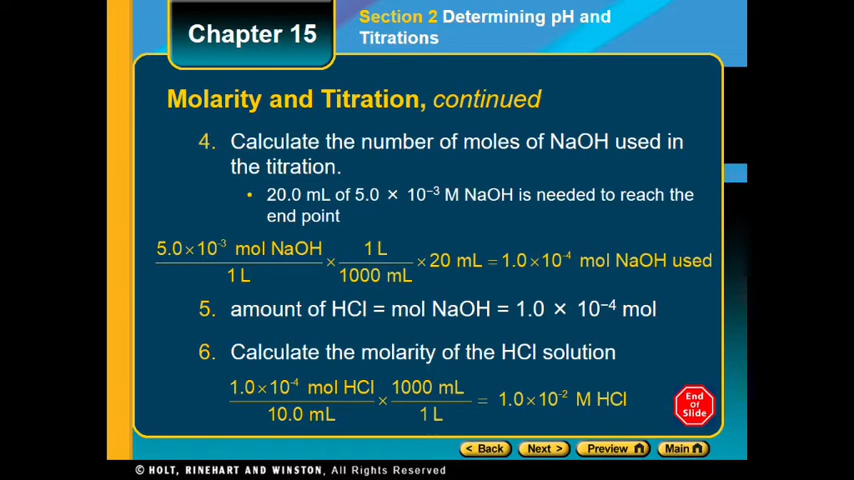 Chapter 15
Section 2 Determining pH and
Titrations
Molarity and Titration, continued
4. Calculate the number of moles of NaOH used in
the titration.
• 20.0 mL of 5.0 × 10⁻³ M NaOH is needed to reach the
end point
5.0×10⁻³ mol NaOH / 1 L × 1 L / 1000 mL × 20 mL = 1.0×10⁻⁴ mol NaOH used
5. amount of HCl = mol NaOH = 1.0 × 10⁻⁴ mol
6. Calculate the molarity of the HCl solution
1.0×10⁻⁴ mol HCl / 10.0 mL × 1000 mL / 1 L = 1.0×10⁻² M HCl
End
Of
Slide
< Back Next > Preview Main
© HOLT, RINEHART AND WINSTON, All Rights Reserved